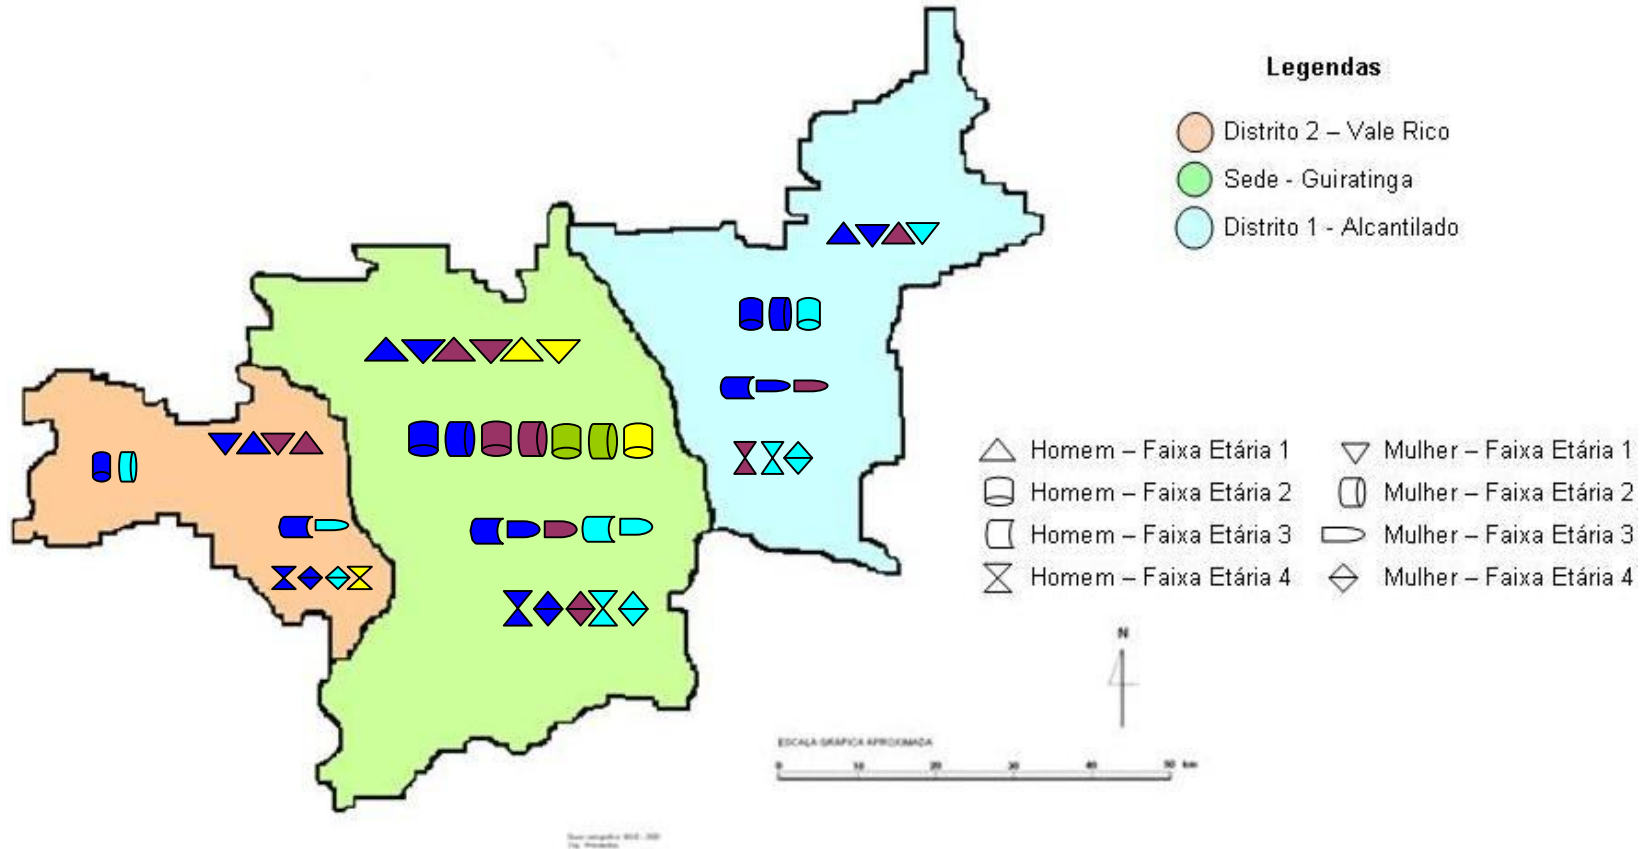 Legendas
Distrito 2 – Vale Rico
Sede - Guiratinga
Distrito 1 - Alcantilado
Homem – Faixa Etária 1
Mulher – Faixa Etária 1
Homem – Faixa Etária 2
Mulher – Faixa Etária 2
Homem – Faixa Etária 3
Mulher – Faixa Etária 3
Homem – Faixa Etária 4
Mulher – Faixa Etária 4
N
ESCALA GRÁFICA APROXIMADA
0 10 20 30 40 50 km